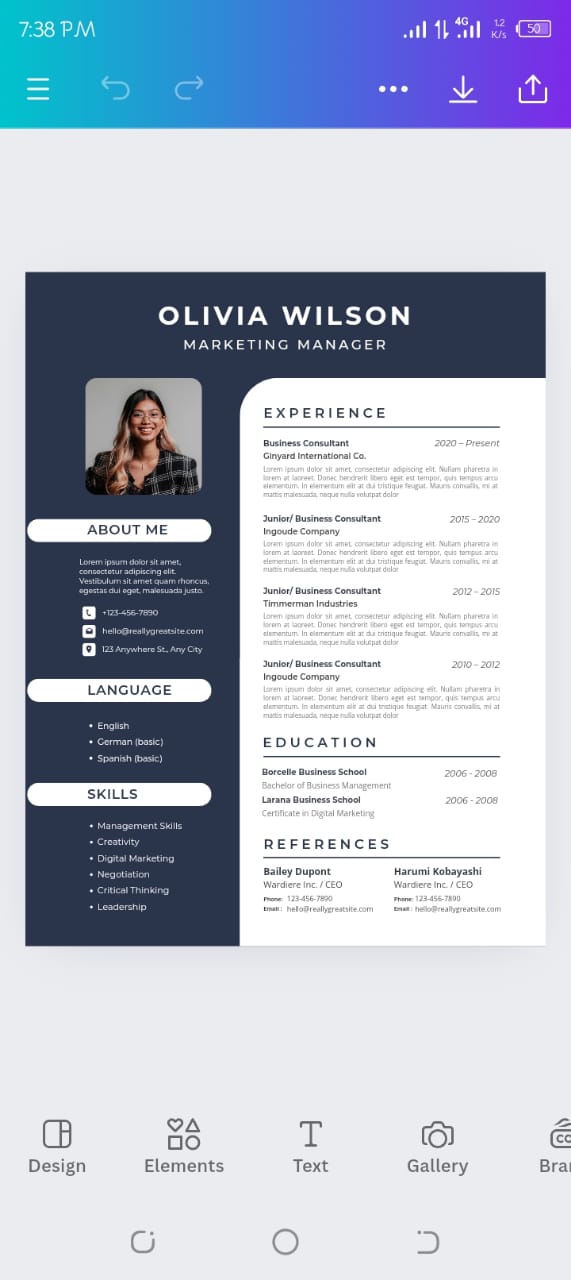 7:38 PM
4G
1.2
K/s
50
OLIVIA WILSON
MARKETING MANAGER
ABOUT ME
Lorem ipsum dolor sit amet,
consectetur adipiscing elit.
Vestibulum sit amet quam rhoncus,
egestas dui eget, malesuada justo.
+123-456-7890
hello@reallygreatsite.com
123 Anywhere St., Any City
LANGUAGE
• English
• German (basic)
• Spanish (basic)
SKILLS
• Management Skills
• Creativity
• Digital Marketing
• Negotiation
• Critical Thinking
• Leadership
EXPERIENCE
Business Consultant 2020 – Present
Ginyard International Co.
Lorem ipsum dolor sit amet, consectetur adipiscing elit. Nullam pharetra in
lorem at laoreet. Donec hendrerit libero eget est tempor, quis tempus arcu
elementum. In elementum elit at dui tristique feugiat. Mauris convallis, mi at
mattis malesuada, neque nulla volutpat dolor
Junior/ Business Consultant 2015 – 2020
Ingoude Company
Lorem ipsum dolor sit amet, consectetur adipiscing elit. Nullam pharetra in
lorem at laoreet. Donec hendrerit libero eget est tempor, quis tempus arcu
elementum. In elementum elit at dui tristique feugiat. Mauris convallis, mi at
mattis malesuada, neque nulla volutpat dolor
Junior/ Business Consultant 2012 – 2015
Timmerman Industries
Lorem ipsum dolor sit amet, consectetur adipiscing elit. Nullam pharetra in
lorem at laoreet. Donec hendrerit libero eget est tempor, quis tempus arcu
elementum. In elementum elit at dui tristique feugiat. Mauris convallis, mi at
mattis malesuada, neque nulla volutpat dolor
Junior/ Business Consultant 2010 – 2012
Ingoude Company
Lorem ipsum dolor sit amet, consectetur adipiscing elit. Nullam pharetra in
lorem at laoreet. Donec hendrerit libero eget est tempor, quis tempus arcu
elementum. In elementum elit at dui tristique feugiat. Mauris convallis, mi at
mattis malesuada, neque nulla volutpat dolor
EDUCATION
Borcelle Business School 2006 - 2008
Bachelor of Business Management
Larana Business School 2006 - 2008
Certificate in Digital Marketing
REFERENCES
Bailey Dupont
Wardiere Inc. / CEO
Phone: 123-456-7890
Email : hello@reallygreatsite.com
Harumi Kobayashi
Wardiere Inc. / CEO
Phone: 123-456-7890
Email : hello@reallygreatsite.com
Design
Elements
Text
Gallery